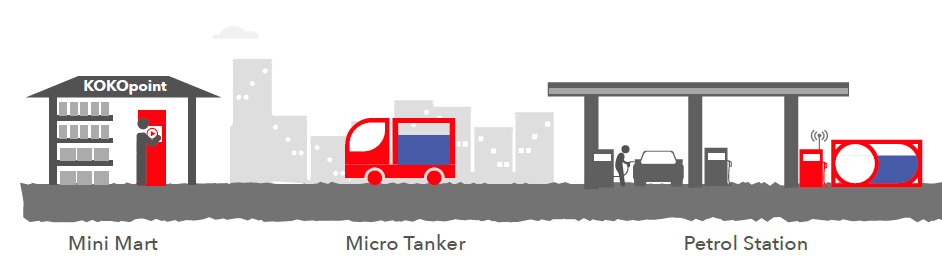 KOKOpoint
Mini Mart
Micro Tanker
Petrol Station